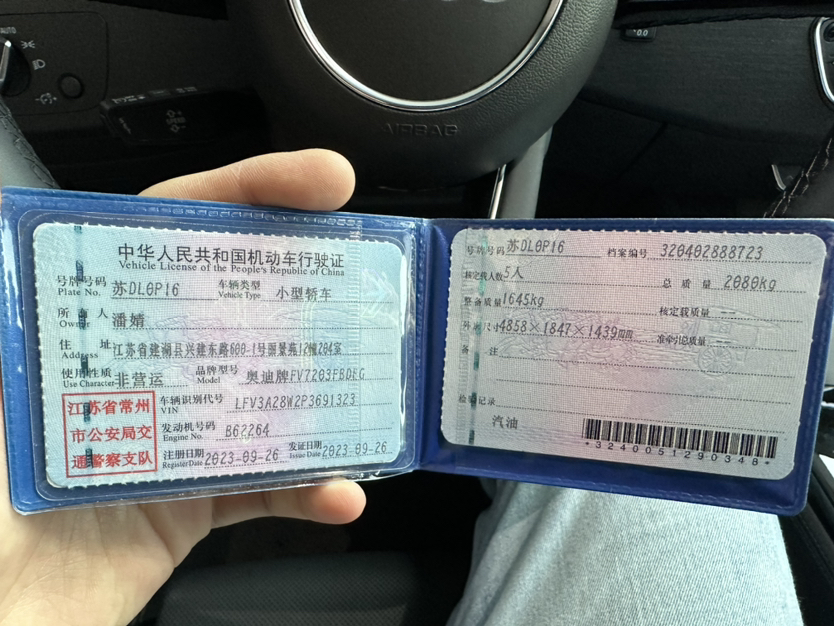 AUTO
AIRBAG
中华人民共和国机动车行驶证
Vehicle License of the People's Republic of China
号牌号码 苏DL0P16 车辆类型 小型轿车
Plate No. Vehicle Type
所有人 潘婧
Owner
住址 江苏省建湖县兴建东路600-1号丽景苑12幢204室
Address
使用性质 非营运 品牌型号 奥迪牌FV7203FBDEG
Use Character Model
江苏省常州
市公安局交
通警察支队
车辆识别代号 LFV3A28W2P3691323
VIN
发动机号码 B62264
Engine No.
注册日期 2023-09-26 发证日期 2023-09-26
Register Date Issue Date
号牌号码 苏DL0P16 档案编号 320402888723
核定载人数 5人 总质量 2080kg
整备质量 1645kg 核定载质量 --
外廓尺寸 4858×1847×1439mm 准牵引总质量 --
备注
检验记录
汽油
*3240051290348*